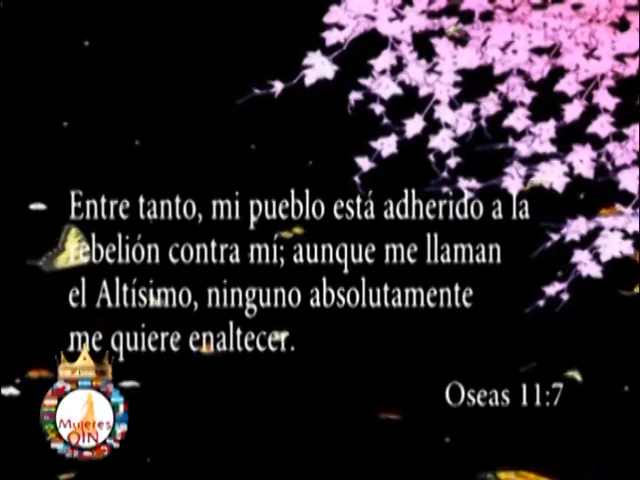 Entre tanto, mi pueblo está adherido a la
rebelión contra mí; aunque me llaman
el Altísimo, ninguno absolutamente
me quiere enaltecer.
Oseas 11:7
Mujeres
QIN